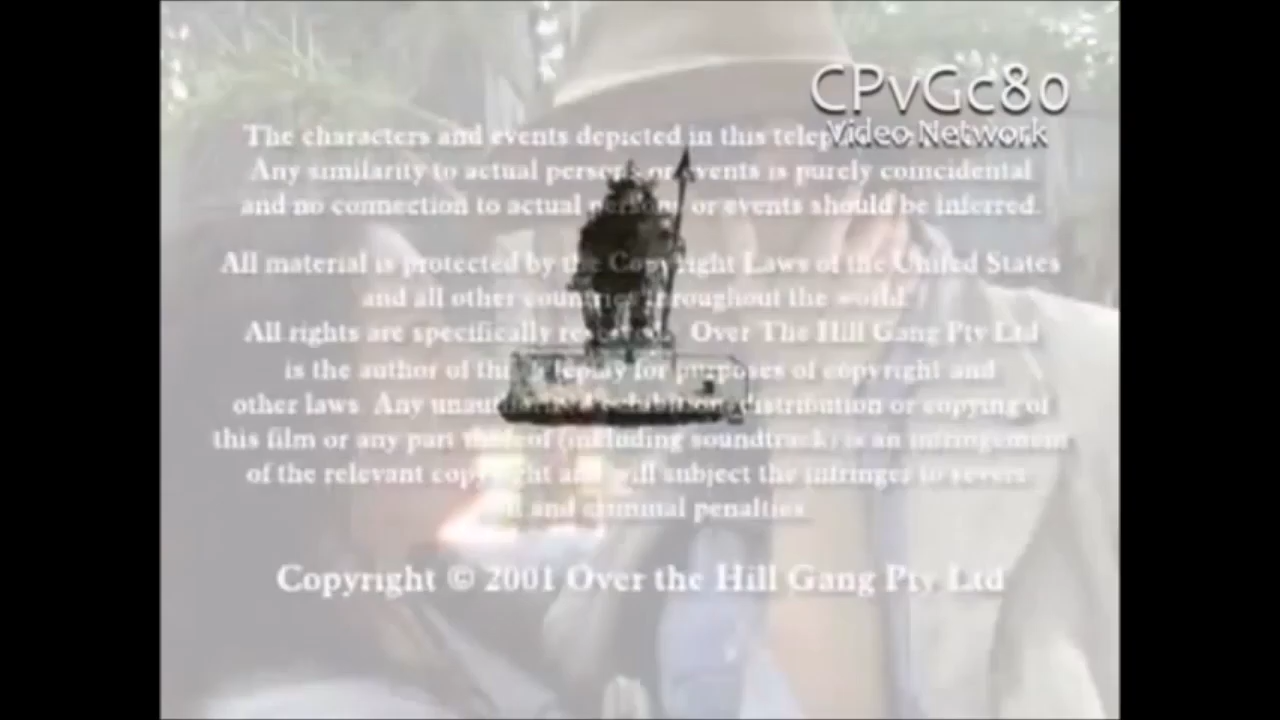 CPvGc80
Video Network
The characters and events depicted in this
Any similarity to actual persons or events is purely coincidental
and no connection to actual persons or events should be inferred.
All material is protected by the Copyright Laws of the United States
and all other countries throughout the world.
All rights are specifically reserved. Over The Hill Gang Pty Ltd
is the author of this teleplay for purposes of copyright and
other laws. Any unauthorized exhibition, distribution or copying of
this film or any part thereof (including soundtrack) is an infringement
of the relevant copyright and will subject the infringer to severe
and criminal penalties.
Copyright © 2001 Over the Hill Gang Pty Ltd